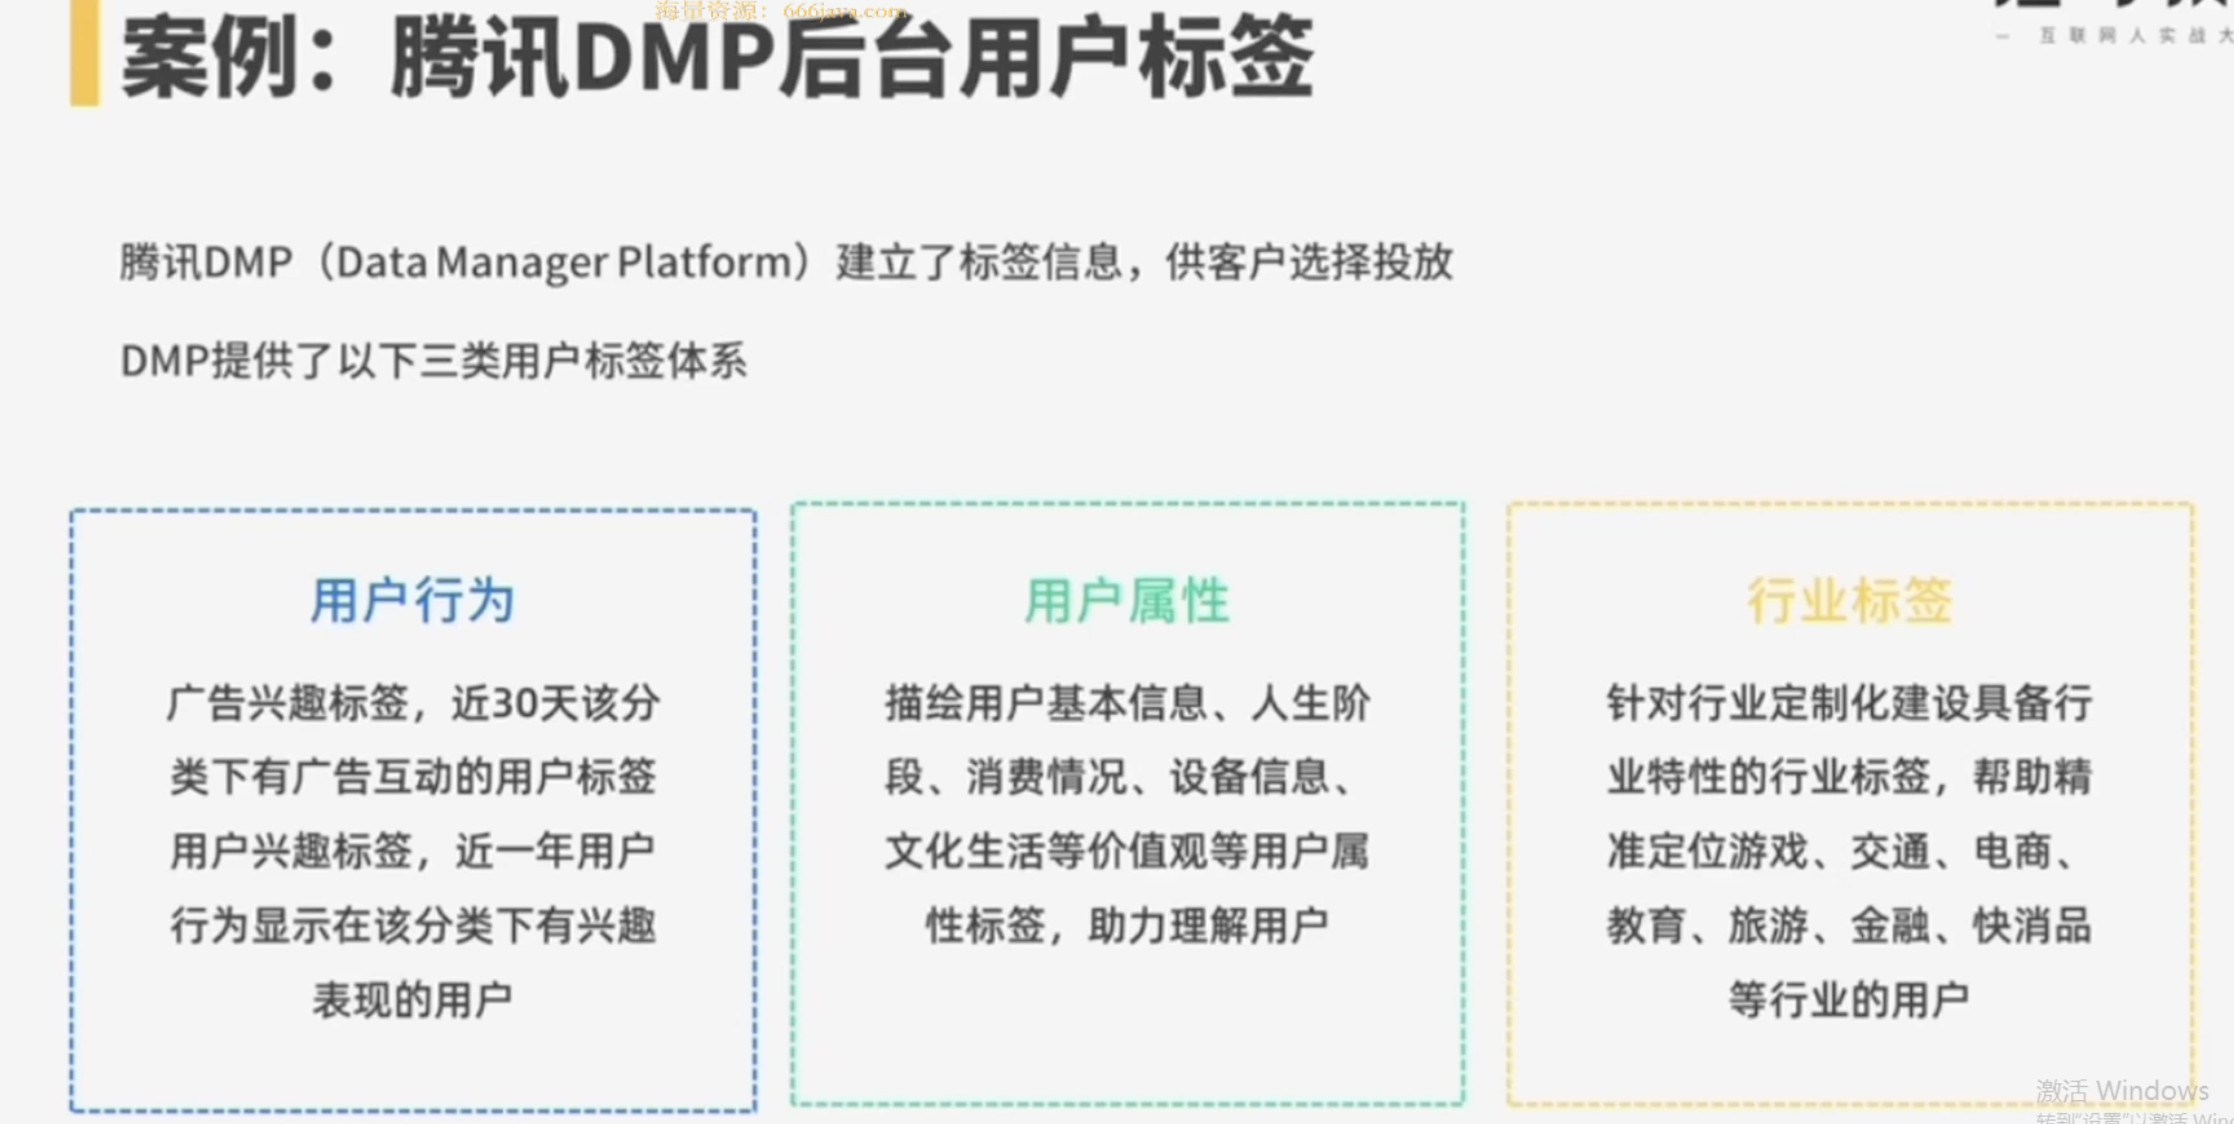 海量资源：666java.com
案例：腾讯DMP后台用户标签
— 互联网人实战大
腾讯DMP（Data Manager Platform）建立了标签信息，供客户选择投放
DMP提供了以下三类用户标签体系
用户行为
广告兴趣标签，近30天该分
类下有广告互动的用户标签
用户兴趣标签，近一年用户
行为显示在该分类下有兴趣
表现的用户
用户属性
描绘用户基本信息、人生阶
段、消费情况、设备信息、
文化生活等价值观等用户属
性标签，助力理解用户
行业标签
针对行业定制化建设具备行
业特性的行业标签，帮助精
准定位游戏、交通、电商、
教育、旅游、金融、快消品
等行业的用户
激活 Windows
转到“设置”以激活 Win